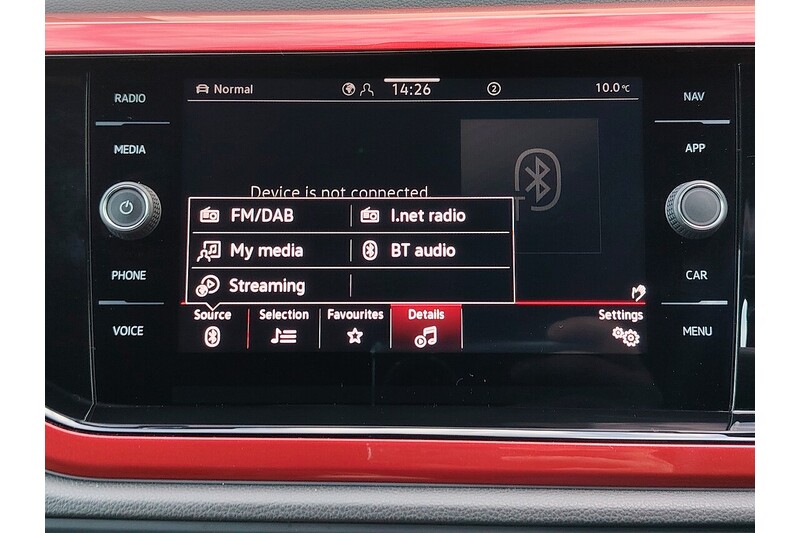 RADIO
MEDIA
PHONE
VOICE
Normal
14:26
2
10.0°C
Device is not connected
FM/DAB
I.net radio
My media
BT audio
Streaming
Source
Selection
Favourites
Details
Settings
NAV
APP
CAR
MENU